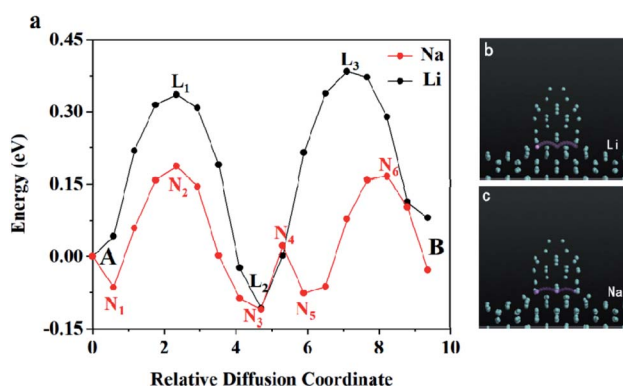 a
0.45
0.30
0.15
0.00
-0.15
Energy (eV)
Na
Li
A
B
L1
L2
L3
N1
N2
N3
N4
N5
N6
0 2 4 6 8 10
Relative Diffusion Coordinate
b
Li
c
Na